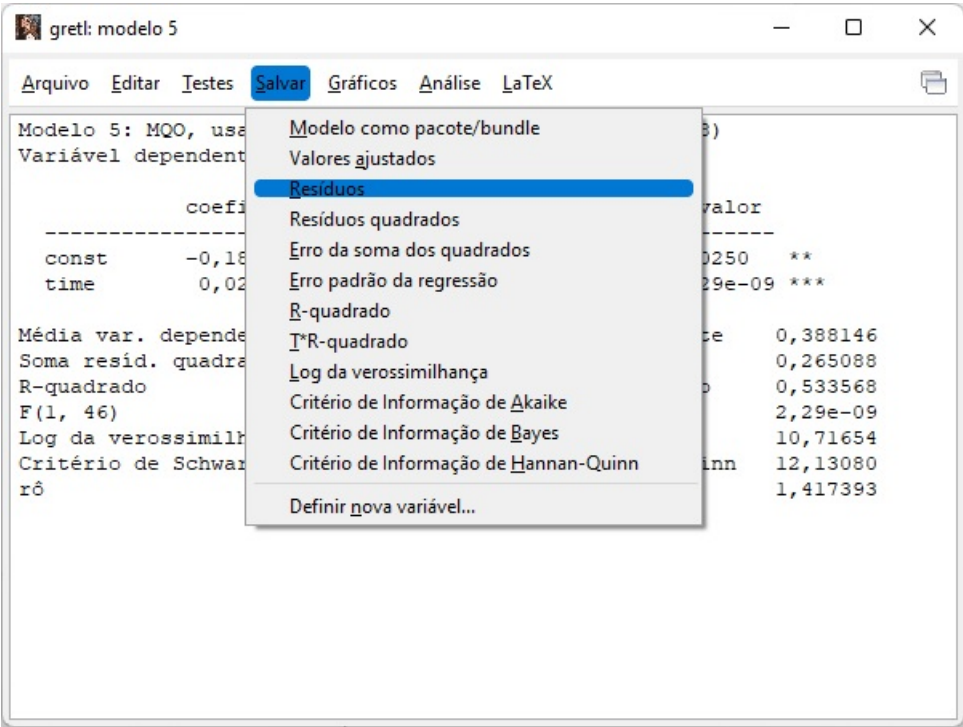 gretl: modelo 5
Arquivo Editar Testes Salvar Gráficos Análise LaTeX
Modelo 5: MQO, usa 3)
Variável dependent
coefi valor
const -0,18 0250 **
time 0,02 29e-09 ***
Média var. depende te 0,388146
Soma resíd. quadra 0,265088
R-quadrado o 0,533568
F(1, 46) 2,29e-09
Log da verossimilh 10,71654
Critério de Schwar inn 12,13080
rô 1,417393
Modelo como pacote/bundle
Valores ajustados
Resíduos
Resíduos quadrados
Erro da soma dos quadrados
Erro padrão da regressão
R-quadrado
T*R-quadrado
Log da verossimilhança
Critério de Informação de Akaike
Critério de Informação de Bayes
Critério de Informação de Hannan-Quinn
Definir nova variável...